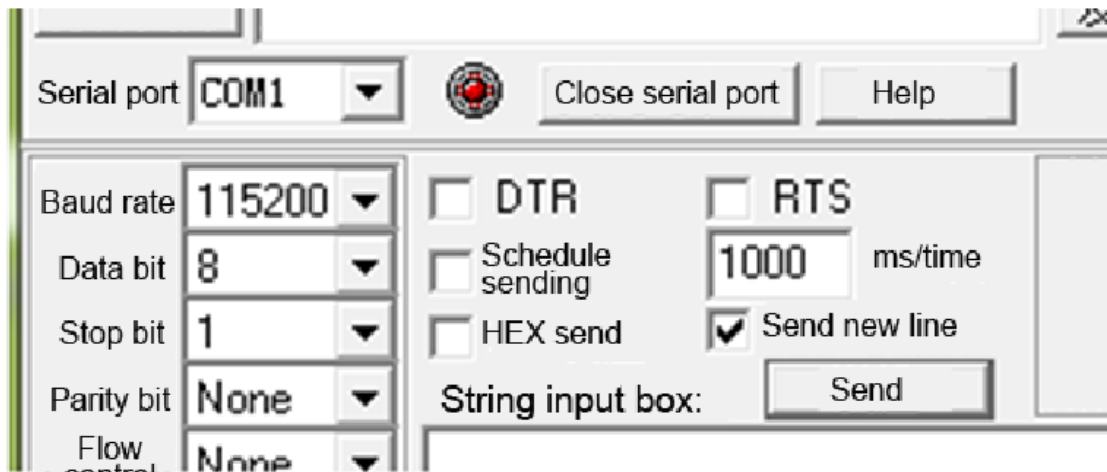 Serial port COM1 Close serial port Help
Baud rate 115200 DTR RTS
Data bit 8 Schedule sending 1000 ms/time
Stop bit 1 HEX send Send new line
Parity bit None String input box: Send
Flow control None